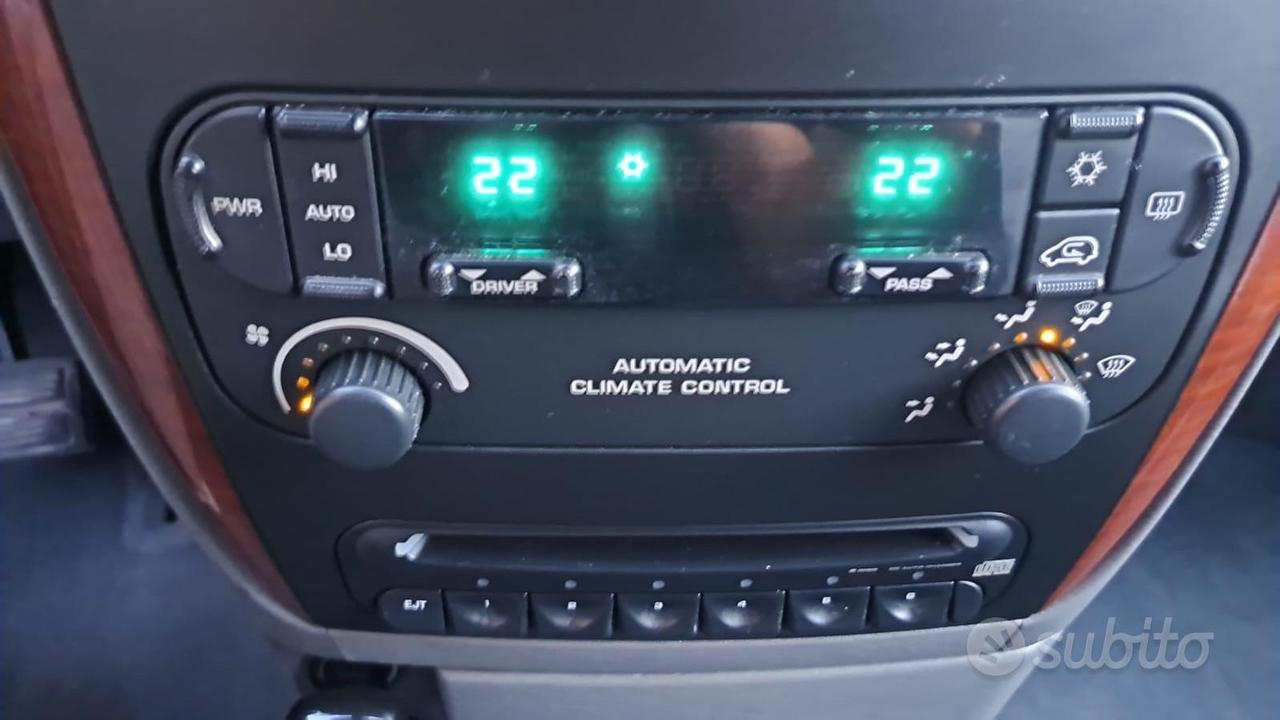 PWR
HI
AUTO
LO
22
22
DRIVER
PASS
AUTOMATIC
CLIMATE CONTROL
EJT 1 2 3 4 5 6
subito